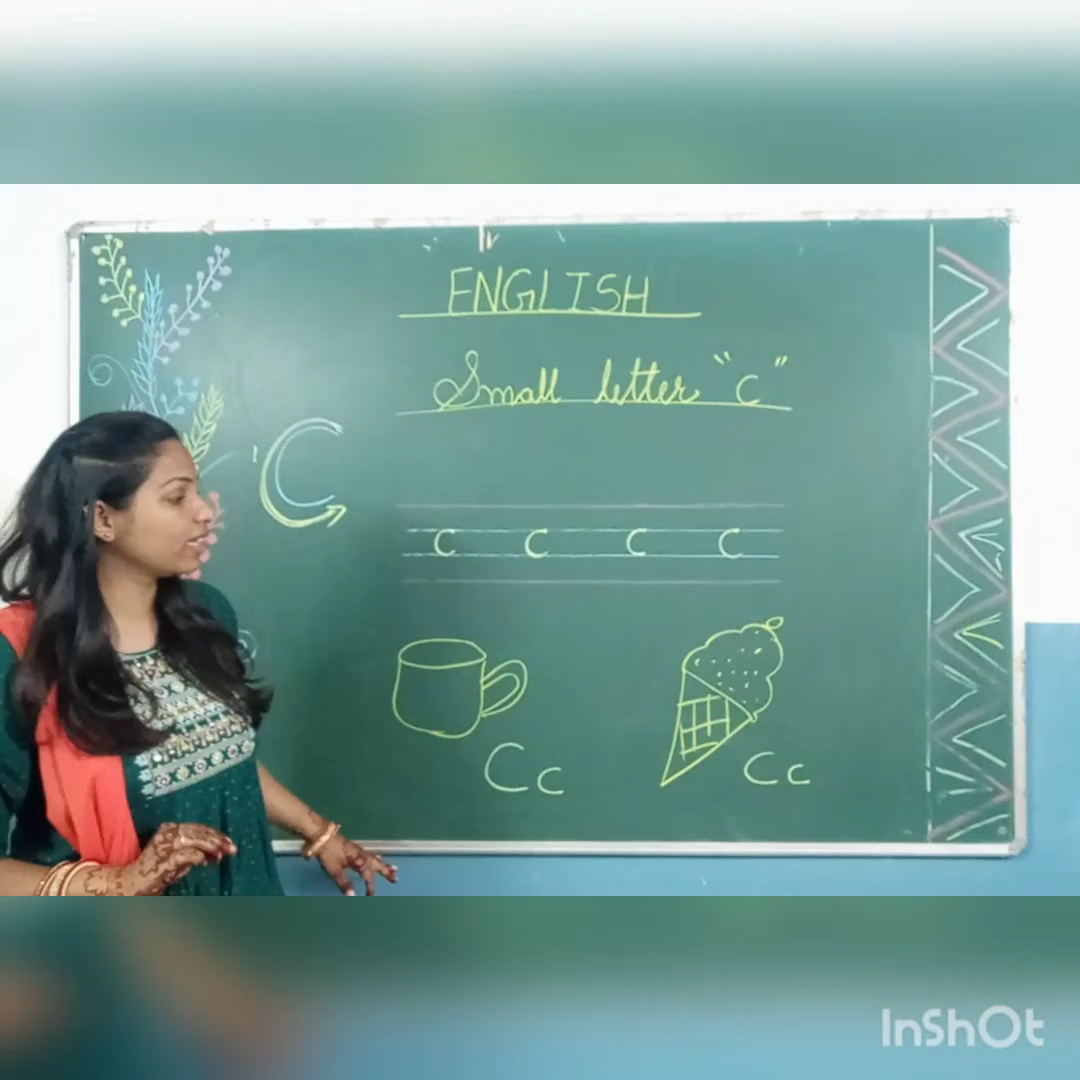 ENGLISH
Small letter "c"
C
c c c c
Cc
Cc
InShOt